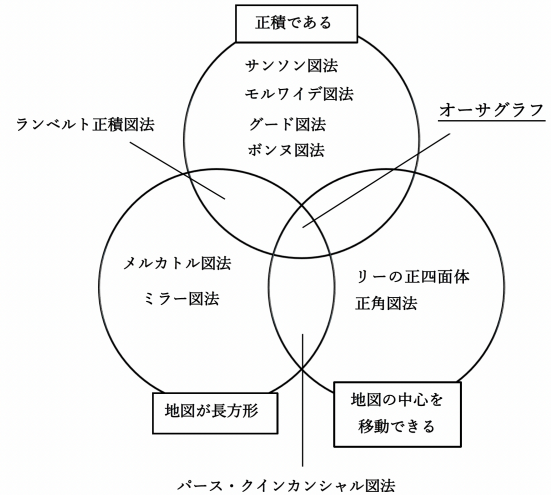 正積である
サンソン図法
モルワイデ図法
グード図法
ボンヌ図法
オーサグラフ
ランベルト正積図法
メルカトル図法
ミラー図法
リーの正四面体
正角図法
地図が長方形
地図の中心を
移動できる
パース・クインカンシャル図法